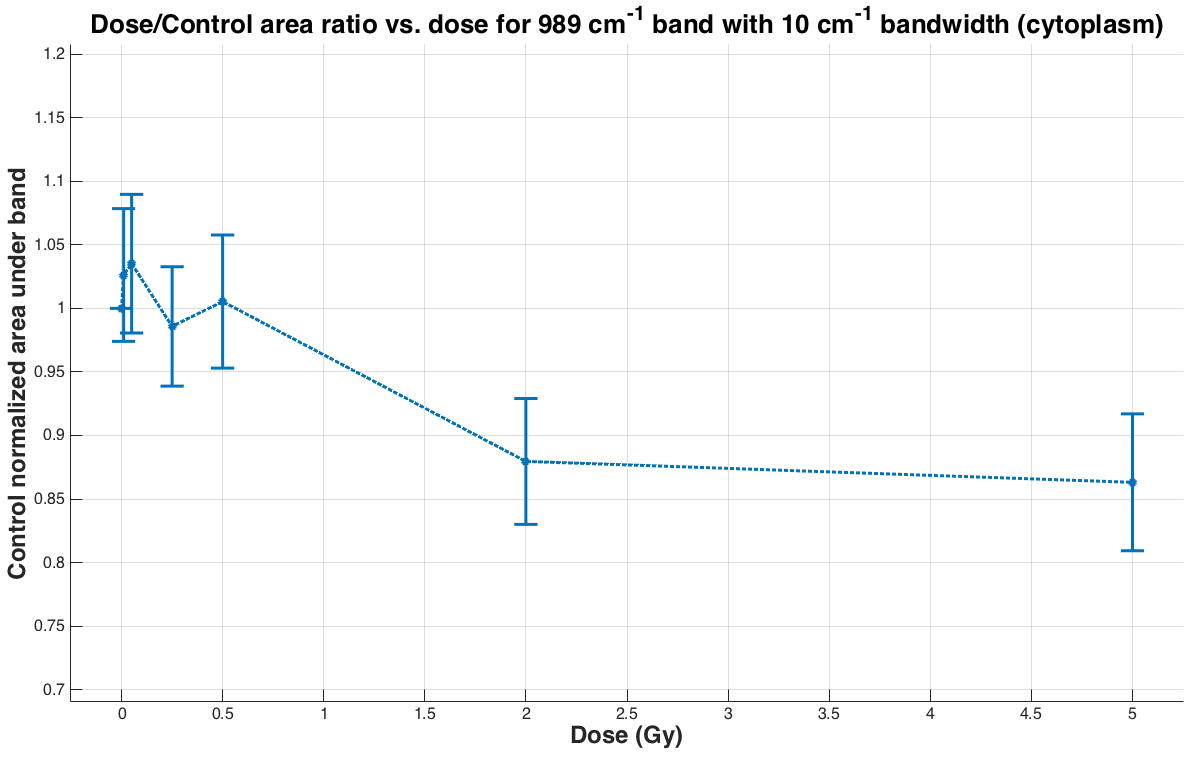 Dose/Control area ratio vs. dose for 989 cm⁻¹ band with 10 cm⁻¹ bandwidth (cytoplasm)
Control normalized area under band
1.2
1.15
1.1
1.05
1
0.95
0.9
0.85
0.8
0.75
0.7
0 0.5 1 1.5 2 2.5 3 3.5 4 4.5 5
Dose (Gy)